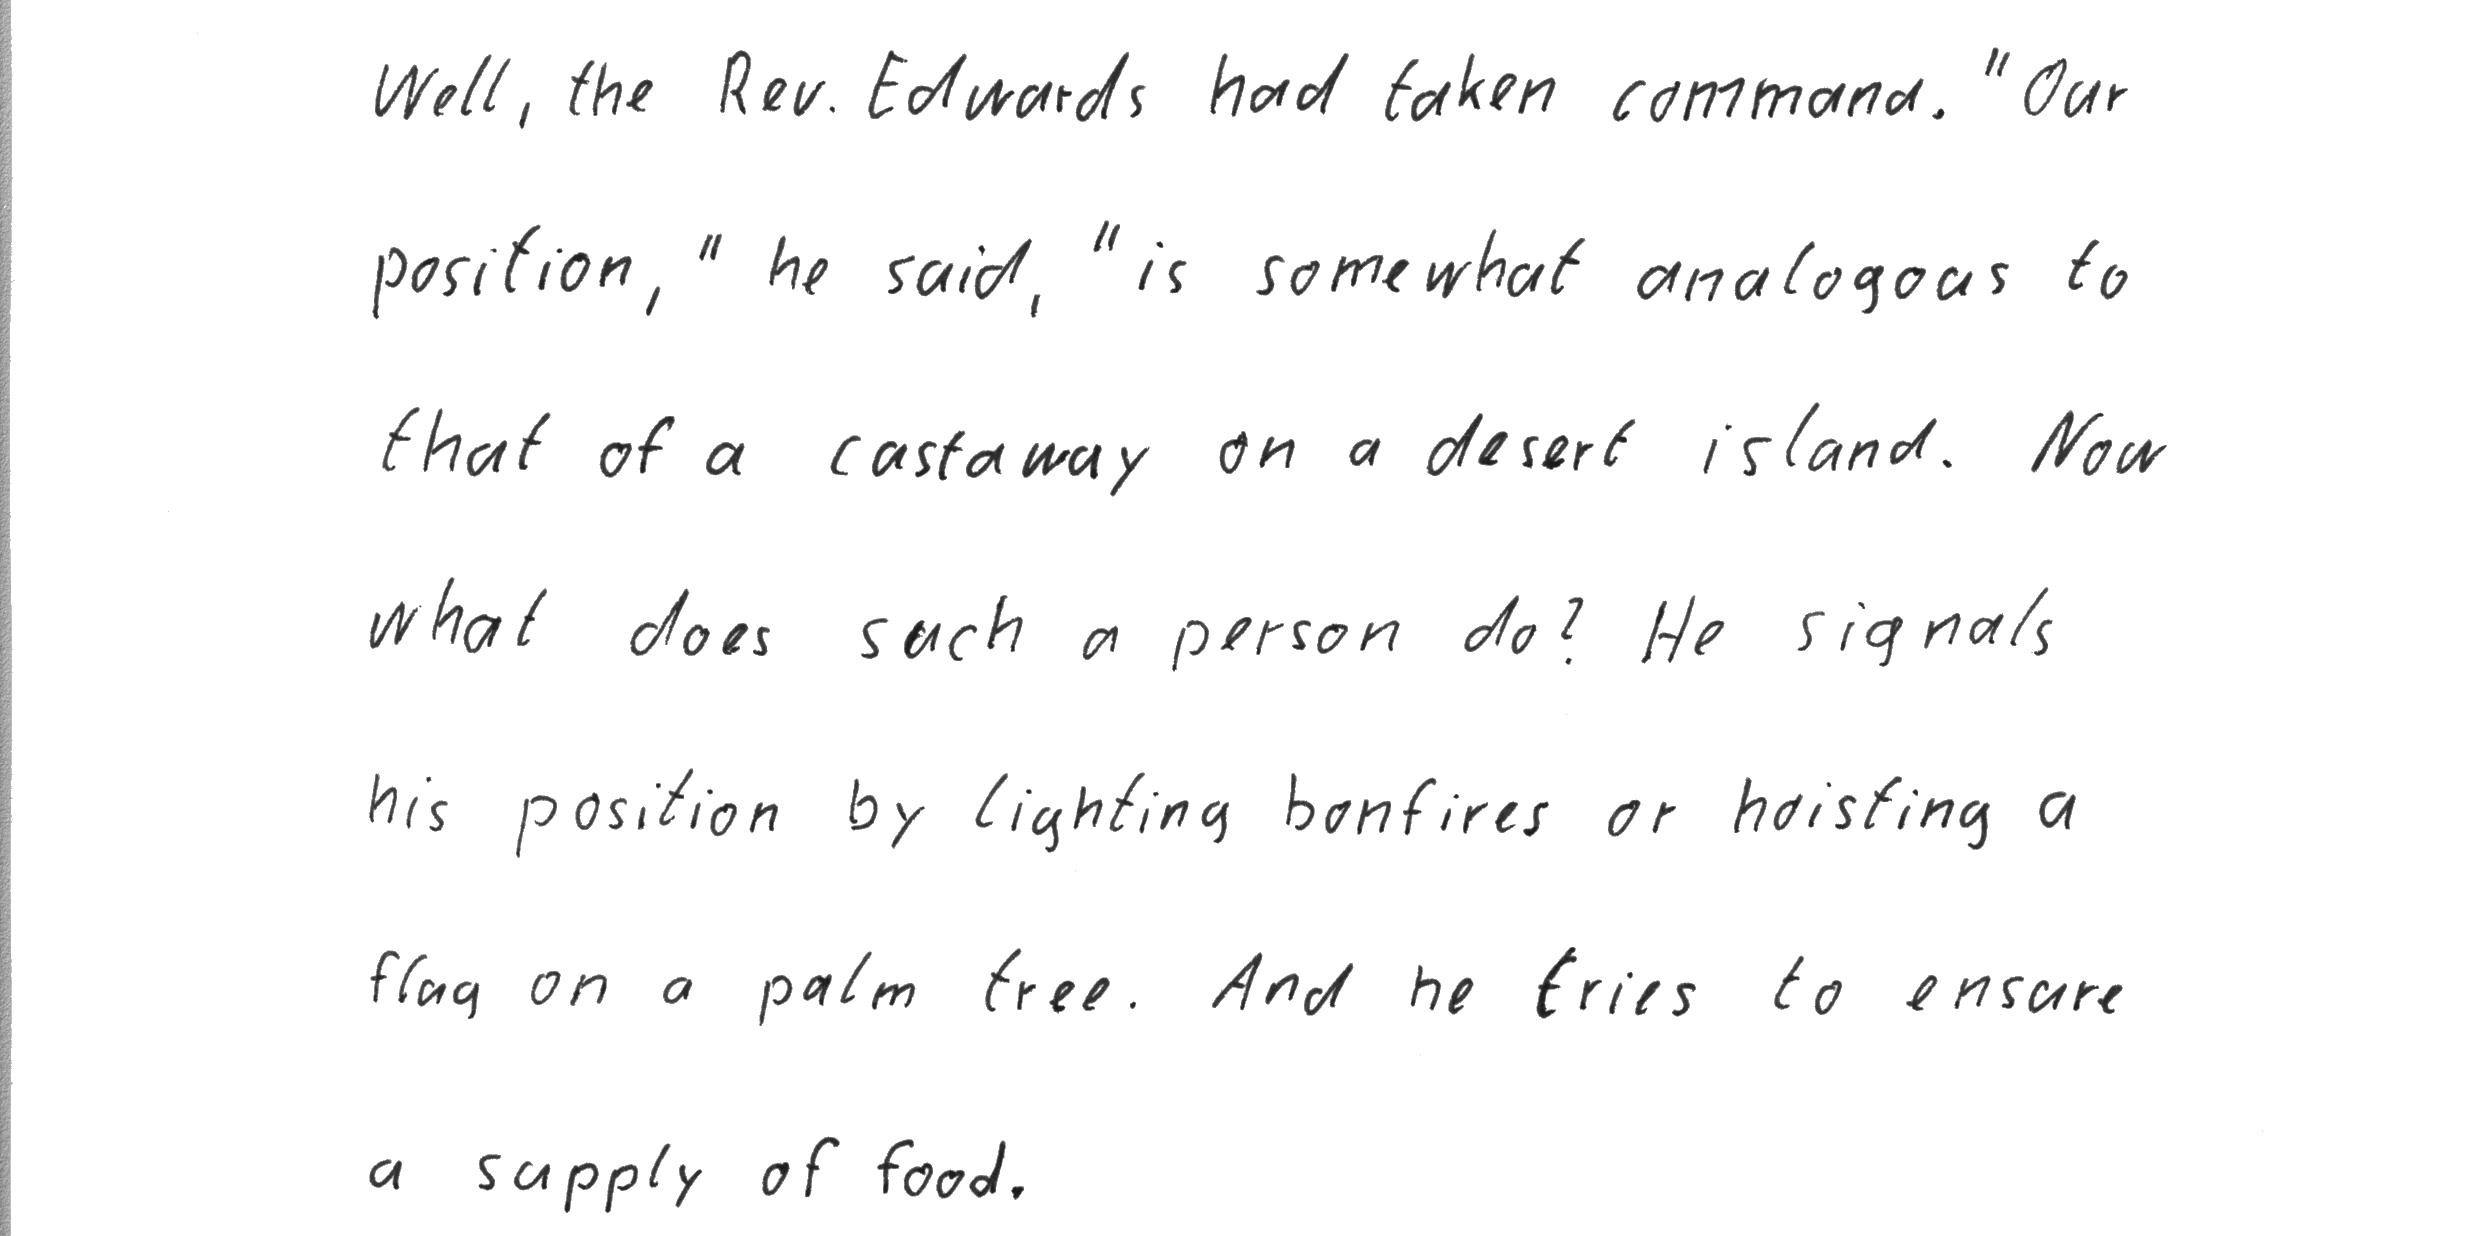 Well, the Rev. Edwards had taken command. "Our
position," he said, "is somewhat analogous to
that of a castaway on a desert island. Now
what does such a person do? He signals
his position by lighting bonfires or hoisting a
flag on a palm tree. And he tries to ensure
a supply of food.